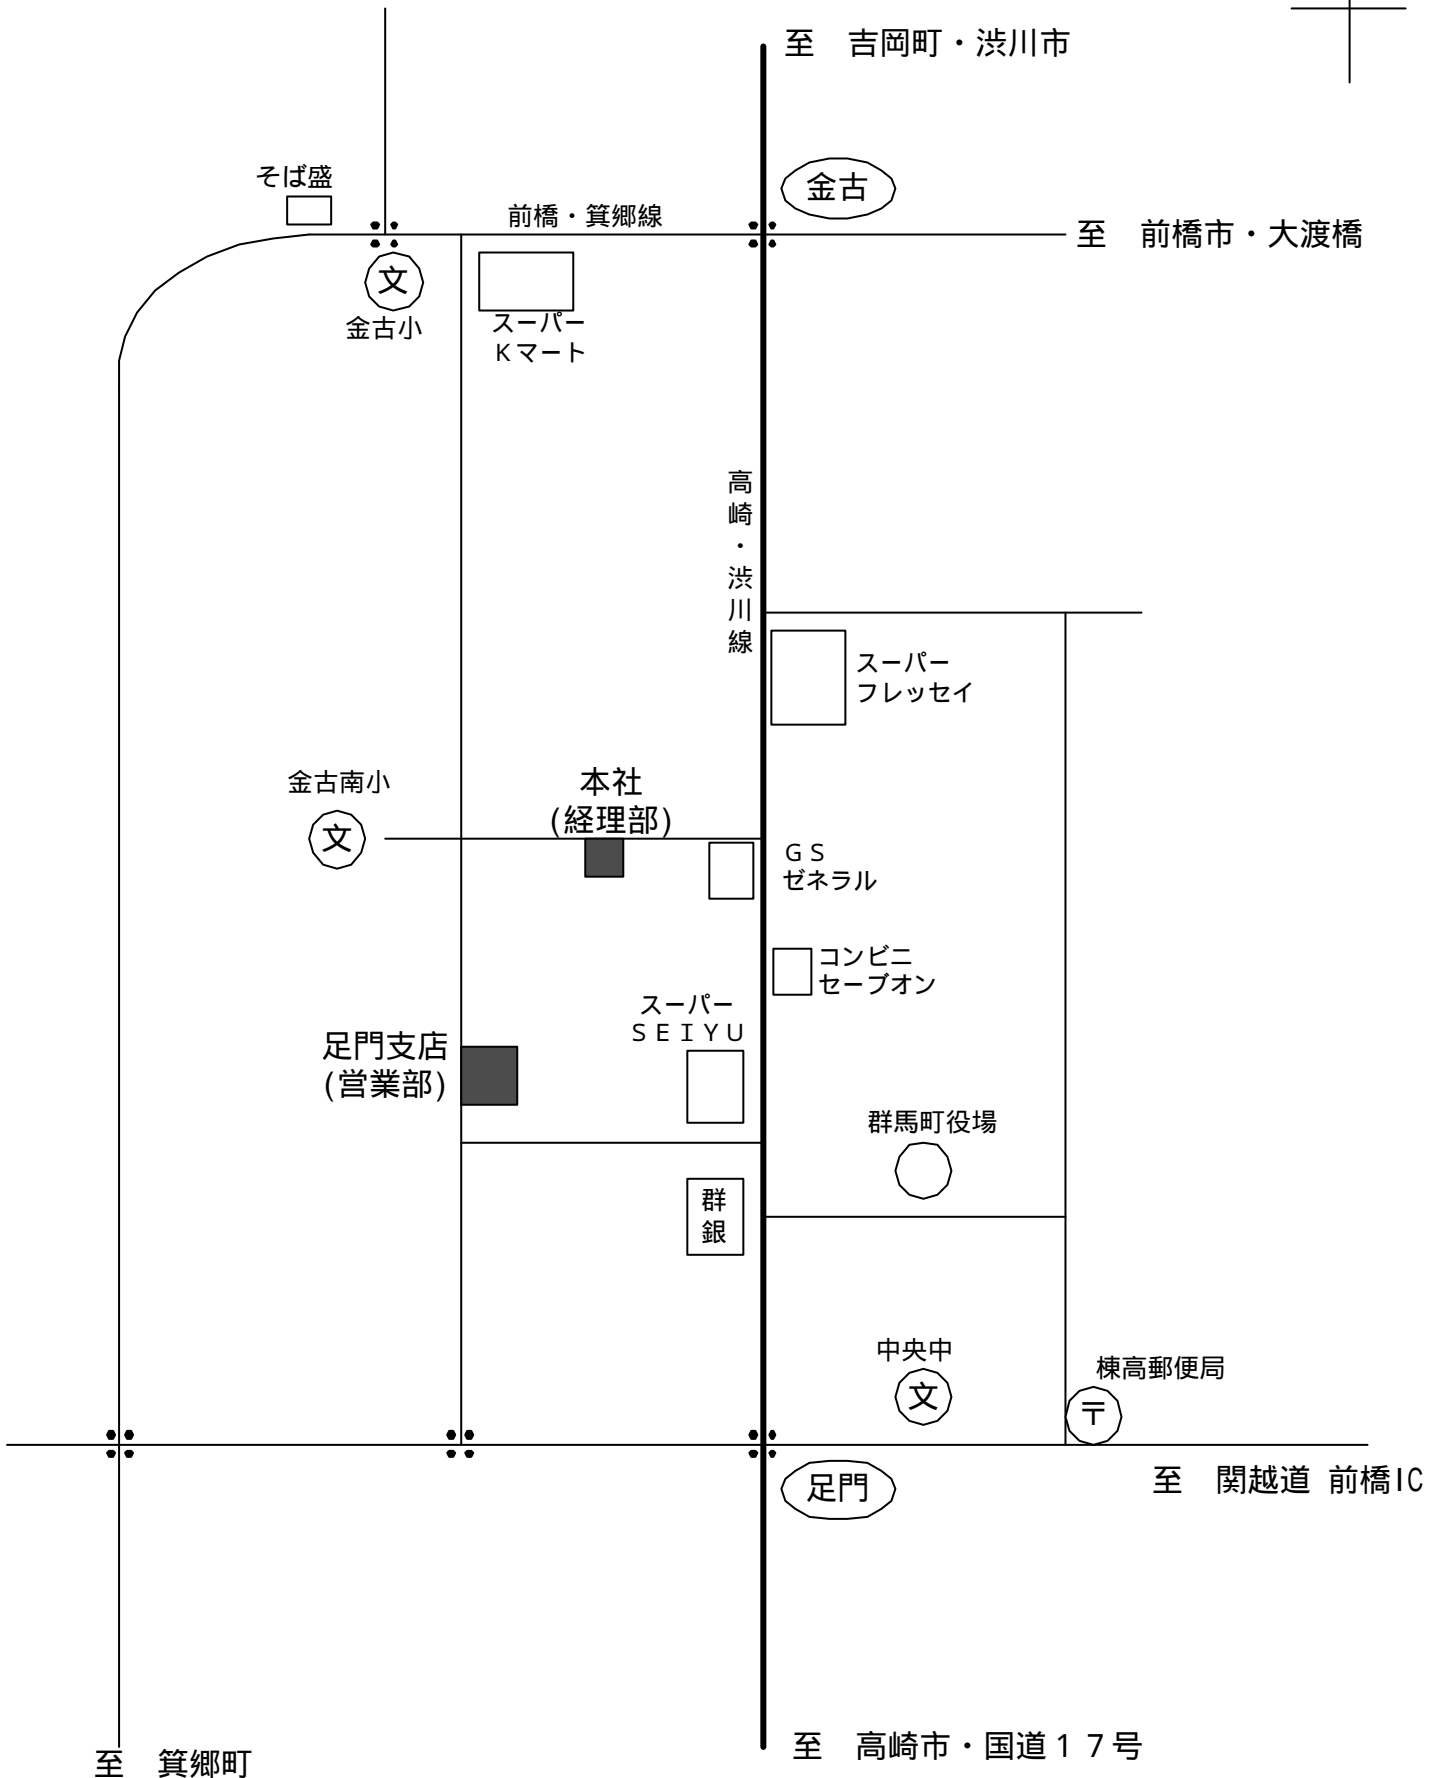 至　吉岡町・渋川市
そば盛
金古
前橋・箕郷線
至　前橋市・大渡橋
文
金古小
スーパー
Ｋマート
高崎・渋川線
スーパー
フレッセイ
金古南小
文
本社
(経理部)
ＧＳ
ゼネラル
コンビニ
セーブオン
スーパー
ＳＥＩＹＵ
足門支店
(営業部)
群馬町役場
群
銀
中央中
文
棟高郵便局
〒
足門
至　関越道 前橋IC
至　高崎市・国道１７号
至　箕郷町